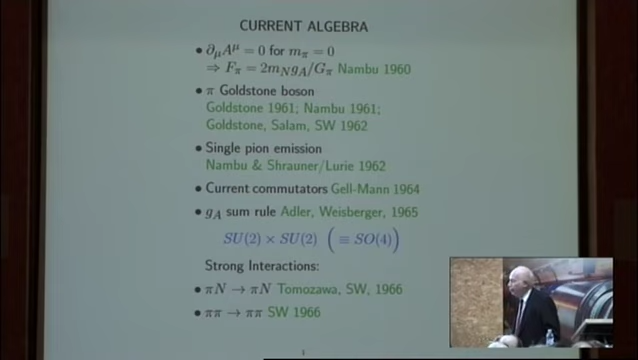 CURRENT ALGEBRA
• ∂_μ A^μ = 0 for m_π = 0
⇒ F_π = 2m_N g_A/G_π Nambu 1960
• π Goldstone boson
Goldstone 1961; Nambu 1961;
Goldstone, Salam, SW 1962
• Single pion emission
Nambu & Shrauner/Lurie 1962
• Current commutators Gell-Mann 1964
• g_A sum rule Adler, Weisberger, 1965
SU(2) × SU(2) (≡ SO(4))
Strong Interactions:
• πN → πN Tomozawa, SW, 1966
• ππ → ππ SW 1966
1